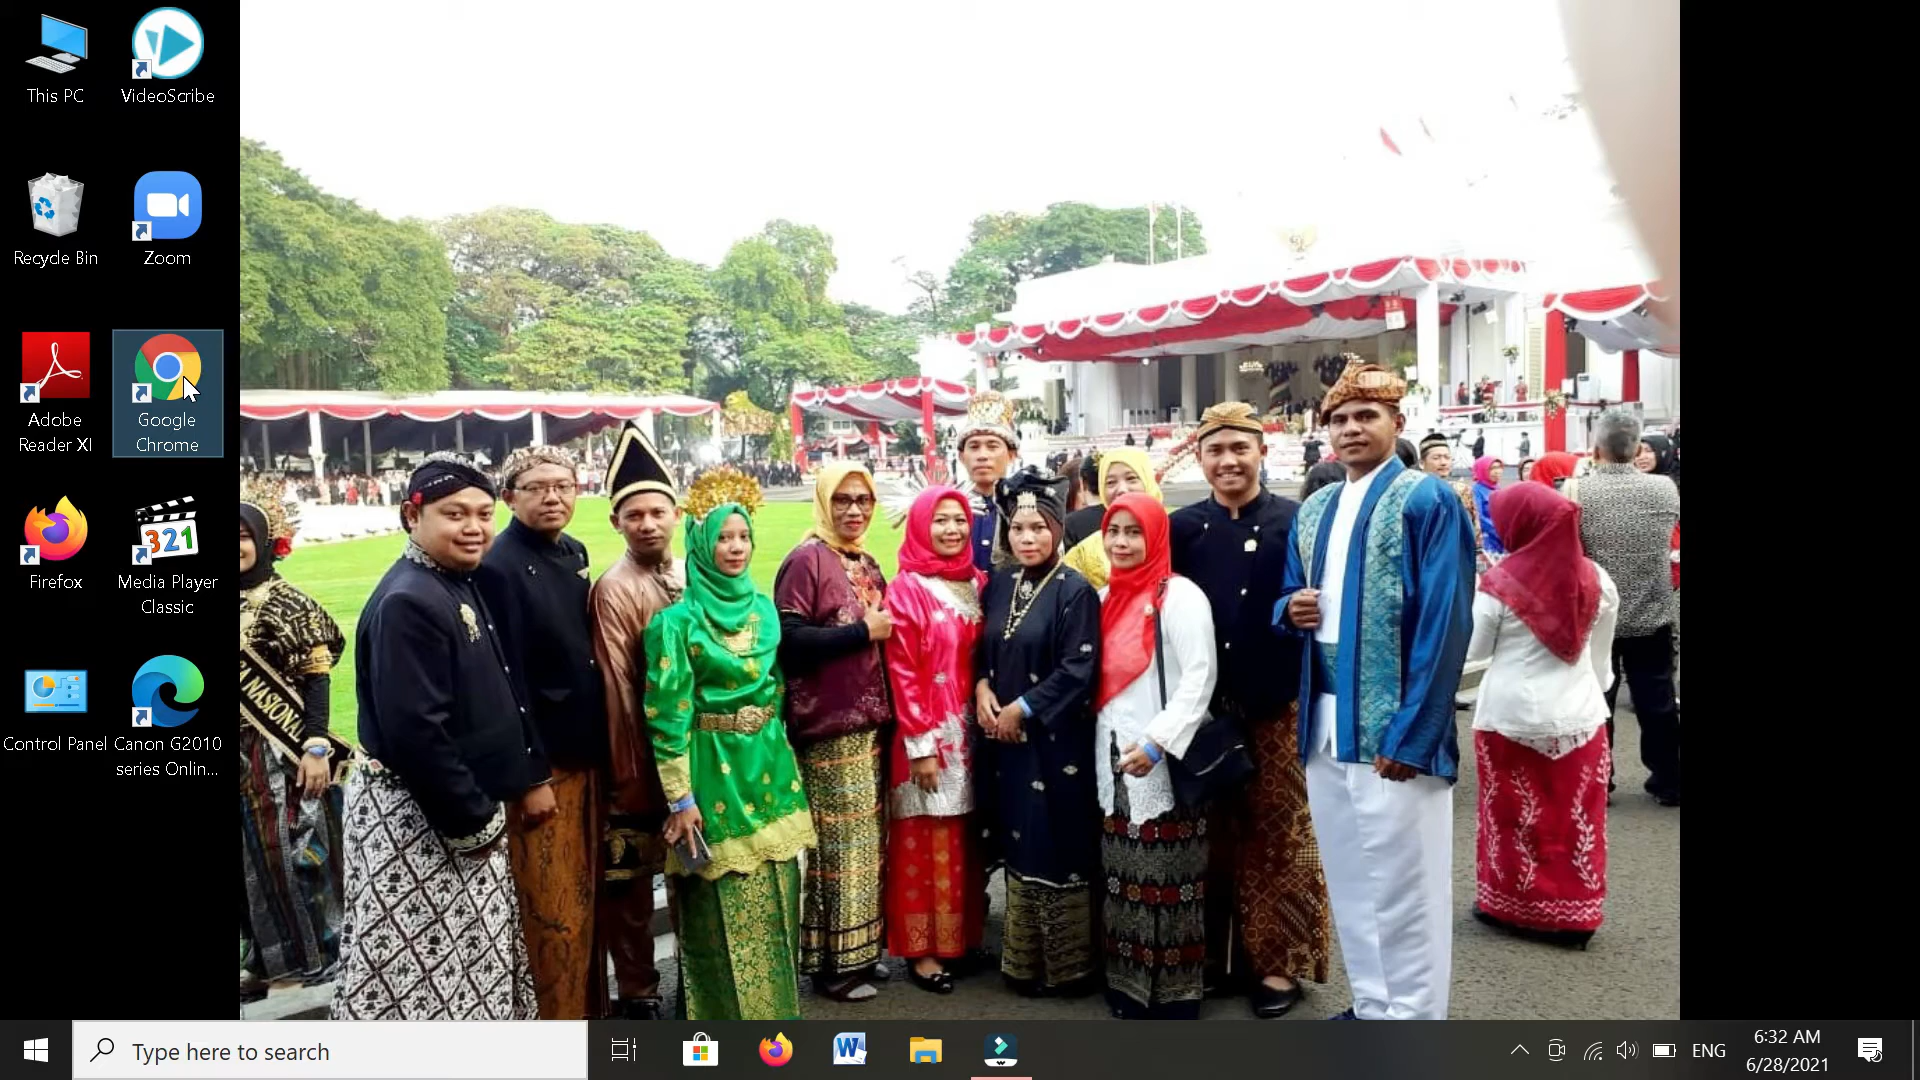 This PC
VideoScribe
Recycle Bin
Zoom
Adobe
Reader XI
Google
Chrome
Firefox
321
Media Player
Classic
Control Panel
Canon G2010
series Onlin...
NASIONAL
Type here to search
W
ENG
6:32 AM
6/28/2021